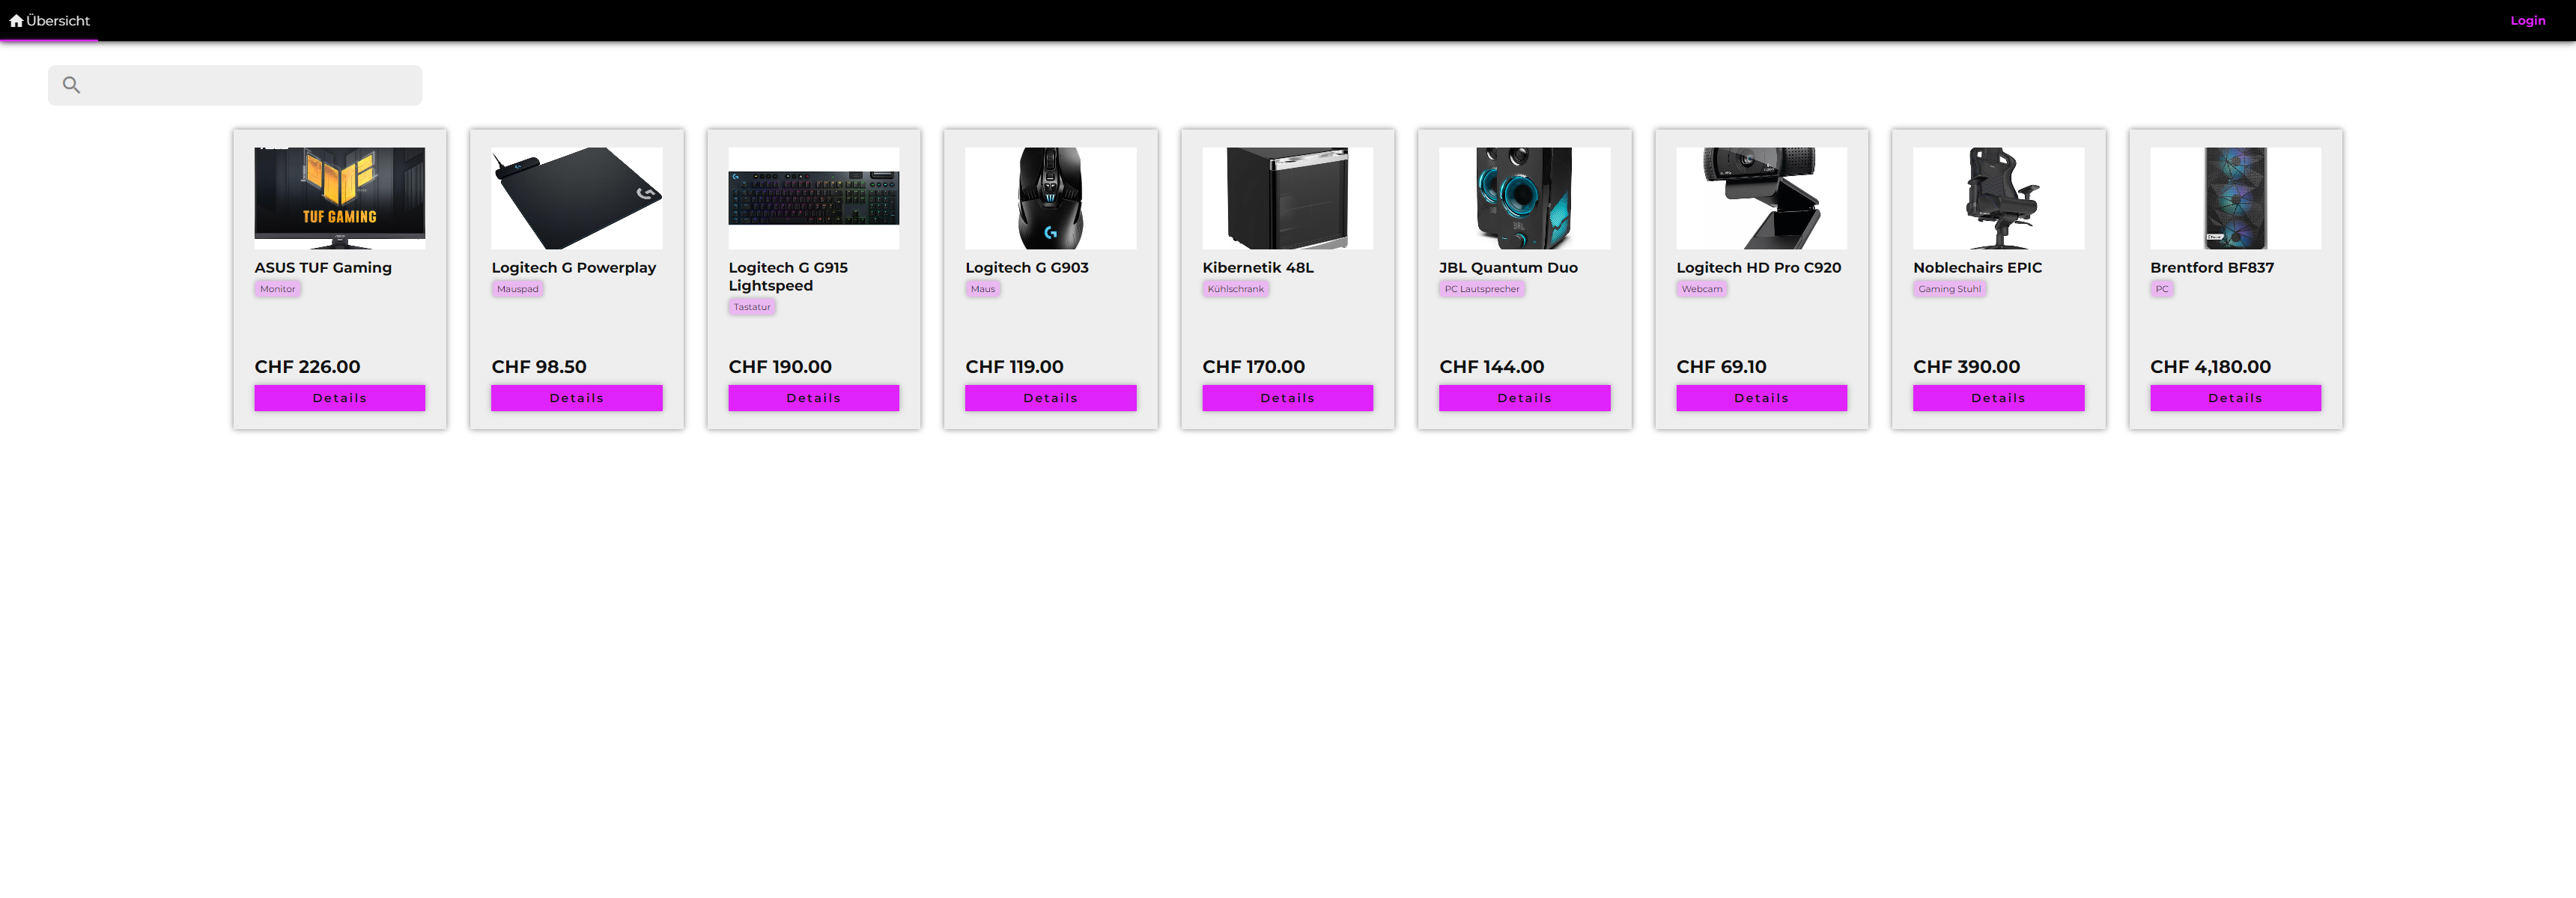 Übersicht
Login
TUF GAMING
ASUS TUF Gaming
Monitor
CHF 226.00
Details
Logitech G Powerplay
Mauspad
CHF 98.50
Details
Logitech G G915
Lightspeed
Tastatur
CHF 190.00
Details
Logitech G G903
Maus
CHF 119.00
Details
Kibernetik 48L
Kühlschrank
CHF 170.00
Details
JBL
JBL Quantum Duo
PC Lautsprecher
CHF 144.00
Details
Logitech HD Pro C920
Webcam
CHF 69.10
Details
Noblechairs EPIC
Gaming Stuhl
CHF 390.00
Details
Brentford BF837
PC
CHF 4,180.00
Details